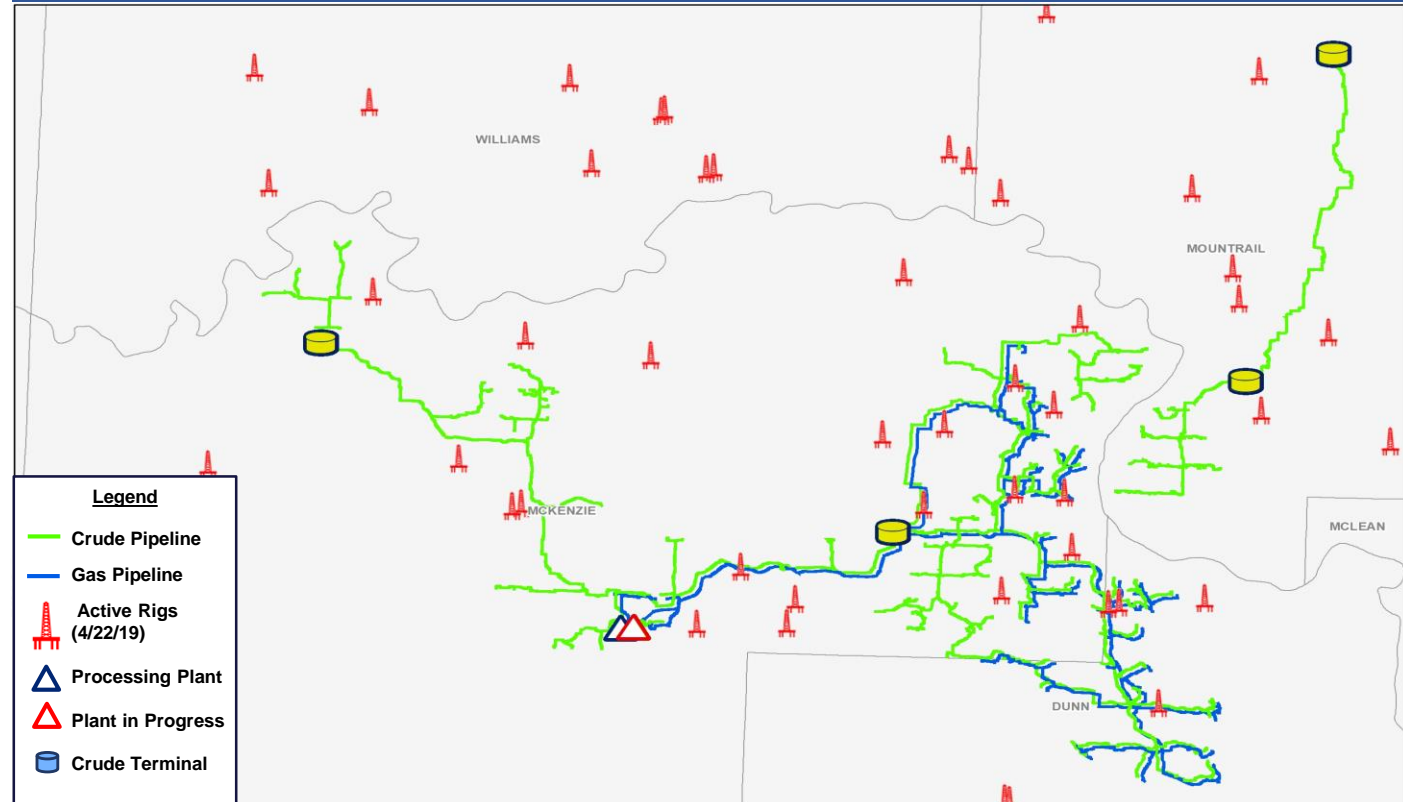 WILLIAMS
MOUNTRAIL
MCKENZIE
MCLEAN
DUNN
Legend
Crude Pipeline
Gas Pipeline
Active Rigs
(4/22/19)
Processing Plant
Plant in Progress
Crude Terminal